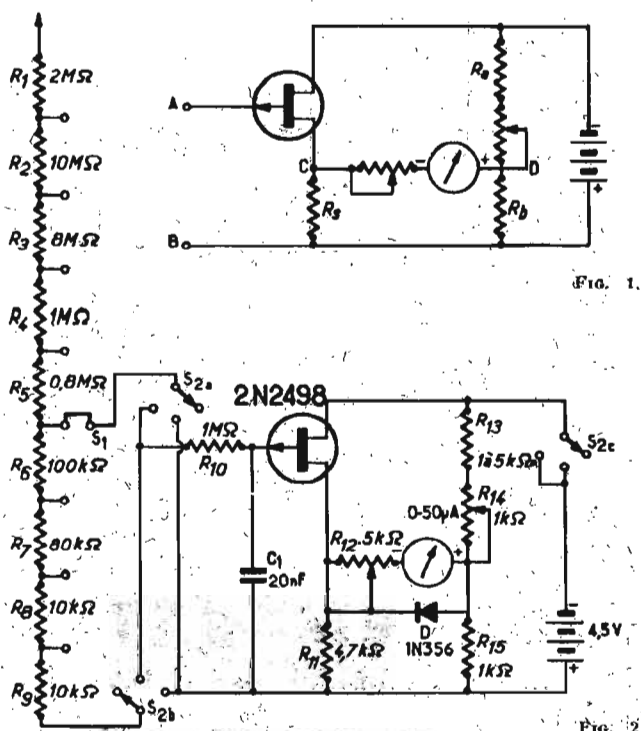 R1 2MΩ
R2 10MΩ
R3 8MΩ
R4 1MΩ
R5 0,8MΩ
S1
R6 100kΩ
R7 80kΩ
R8 10kΩ
R9 10kΩ
A
B
C
D
Ra
Rs
Rb
- +
-
+
FIG. 1.
S2a
S2b
S2c
2N2498
1MΩ
R10
C1
20nF
R13
1à5kΩ
R14
1kΩ
0-50µA
R12 5kΩ
- +
D
1N356
R11 4,7kΩ
R15
1kΩ
-
4,5V
+
FIG. 2